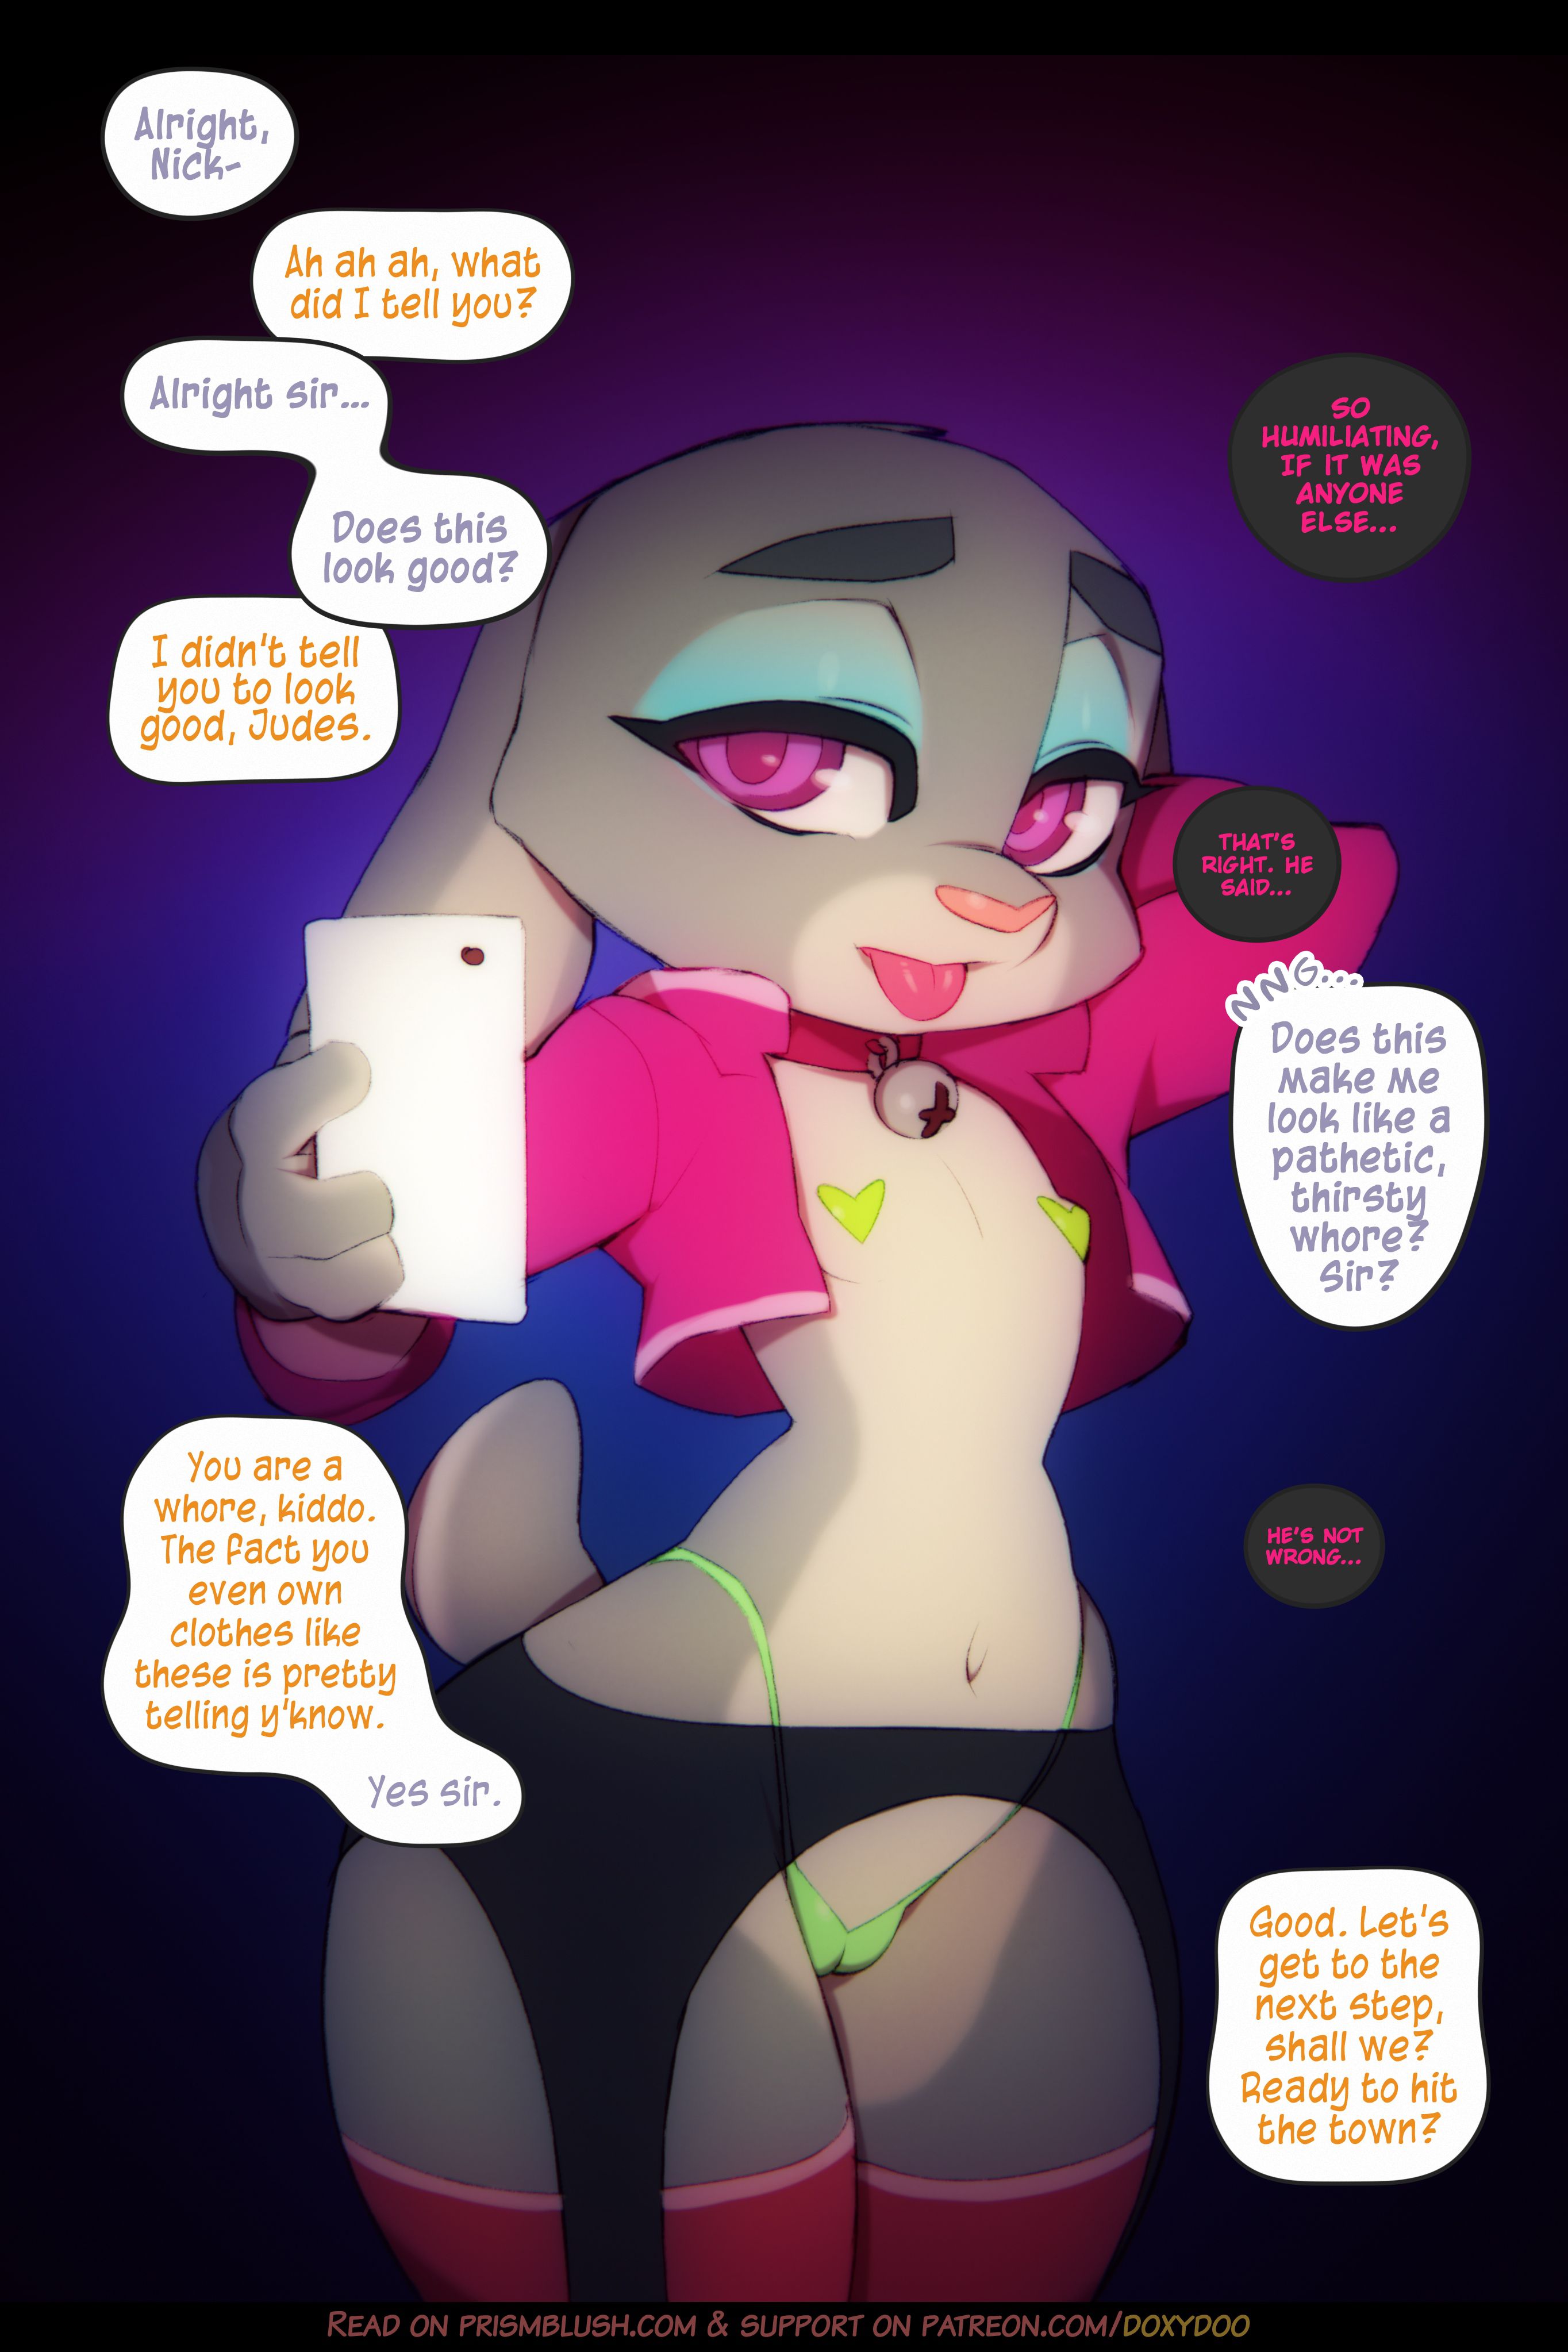 Alright,
Nick-
Ah ah ah, what
did I tell you?
Alright sir...
Does this
look good?
I didn't tell
you to look
good, Judes.
SO
HUMILIATING,
IF IT WAS
ANYONE
ELSE...
THAT'S
RIGHT. HE
SAID...
NNG...
Does this
make me
look like a
pathetic,
thirsty
whore?
Sir?
You are a
whore, kiddo.
The fact you
even own
clothes like
these is pretty
telling y'know.
Yes sir.
HE'S NOT
WRONG...
Good. Let's
get to the
next step,
shall we?
Ready to hit
the town?
READ ON PRISMBLUSH.COM & SUPPORT ON PATREON.COM/DOXYDOO